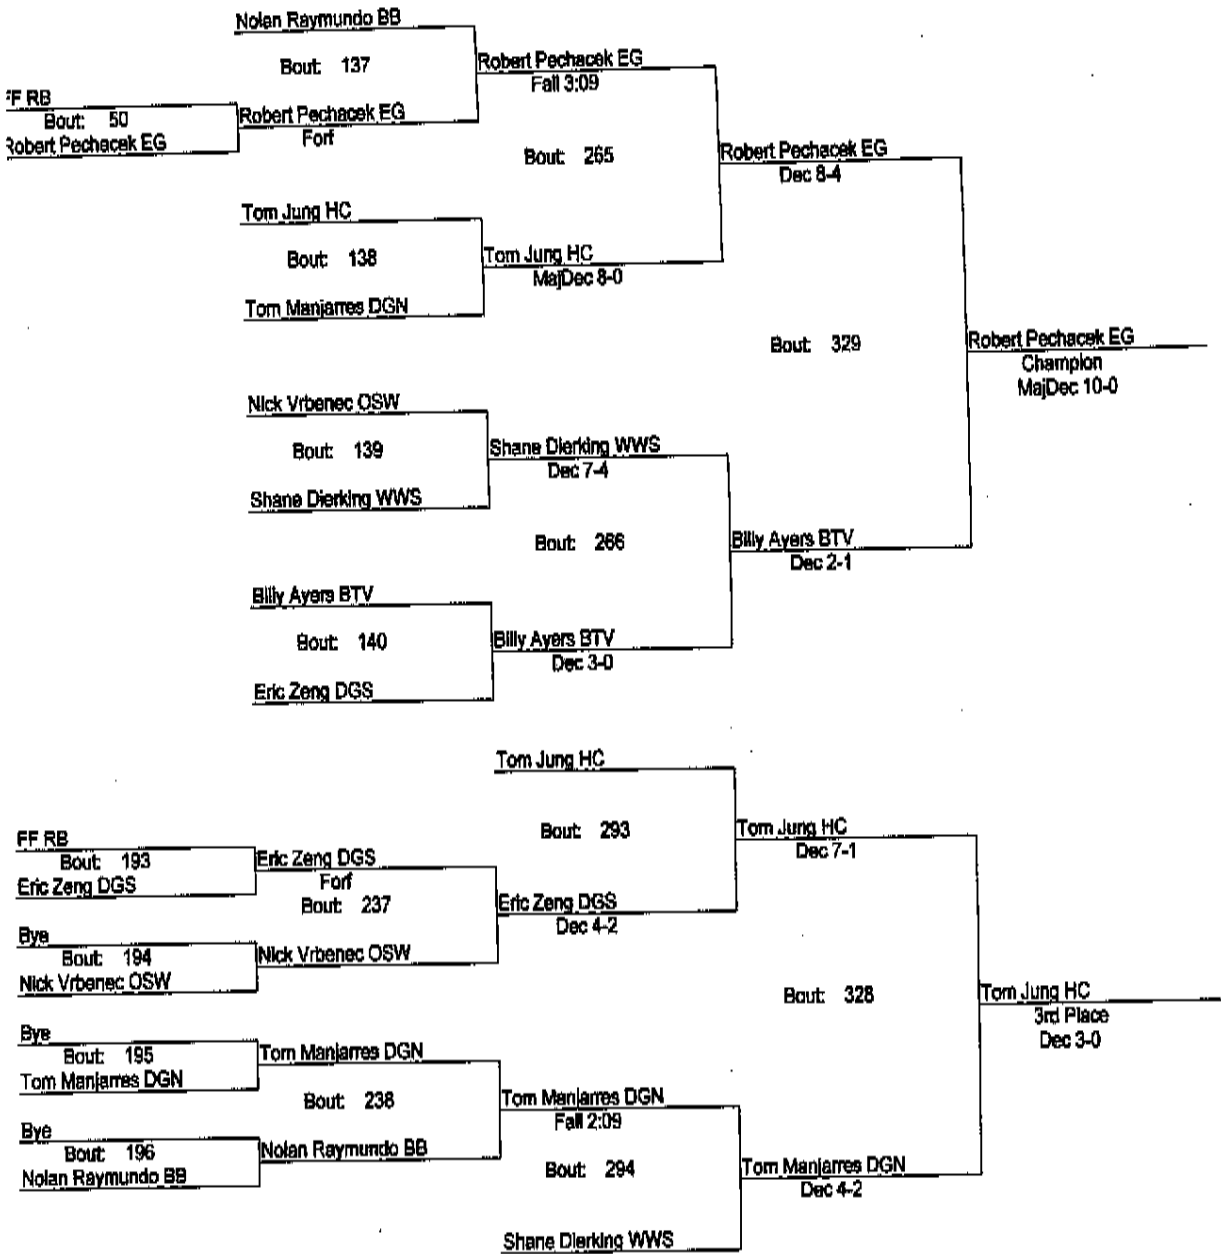 Nolan Raymundo BB
Bout: 137
Robert Pechacek EG
Fall 3:09
FF RB
Bout: 50
Robert Pechacek EG
Robert Pechacek EG
Forf
Bout: 265
Robert Pechacek EG
Dec 8-4
Tom Jung HC
Bout: 138
Tom Jung HC
MajDec 8-0
Tom Manjarres DGN
Bout: 329
Robert Pechacek EG
Champion
MajDec 10-0
Nick Vrbenec OSW
Bout: 139
Shane Dierking WWS
Dec 7-4
Shane Dierking WWS
Bout: 266
Billy Ayers BTV
Dec 2-1
Billy Ayers BTV
Bout: 140
Billy Ayers BTV
Dec 3-0
Eric Zeng DGS
Tom Jung HC
Bout: 293
Tom Jung HC
Dec 7-1
FF RB
Bout: 193
Eric Zeng DGS
Eric Zeng DGS
Forf
Bout: 237
Eric Zeng DGS
Dec 4-2
Bye
Bout: 194
Nick Vrbenec OSW
Nick Vrbenec OSW
Bout: 328
Tom Jung HC
3rd Place
Dec 3-0
Bye
Bout: 195
Tom Manjarres DGN
Tom Manjarres DGN
Bout: 238
Tom Manjarres DGN
Fall 2:09
Bye
Bout: 196
Nolan Raymundo BB
Nolan Raymundo BB
Bout: 294
Tom Manjarres DGN
Dec 4-2
Shane Dierking WWS